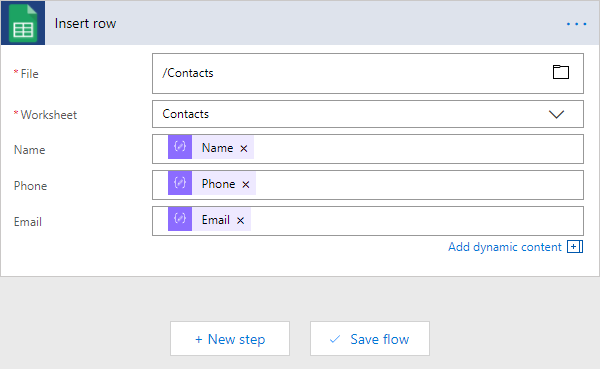 Insert row
* File
/Contacts
* Worksheet
Contacts
Name
Name ×
Phone
Phone ×
Email
Email ×
Add dynamic content
+ New step
Save flow